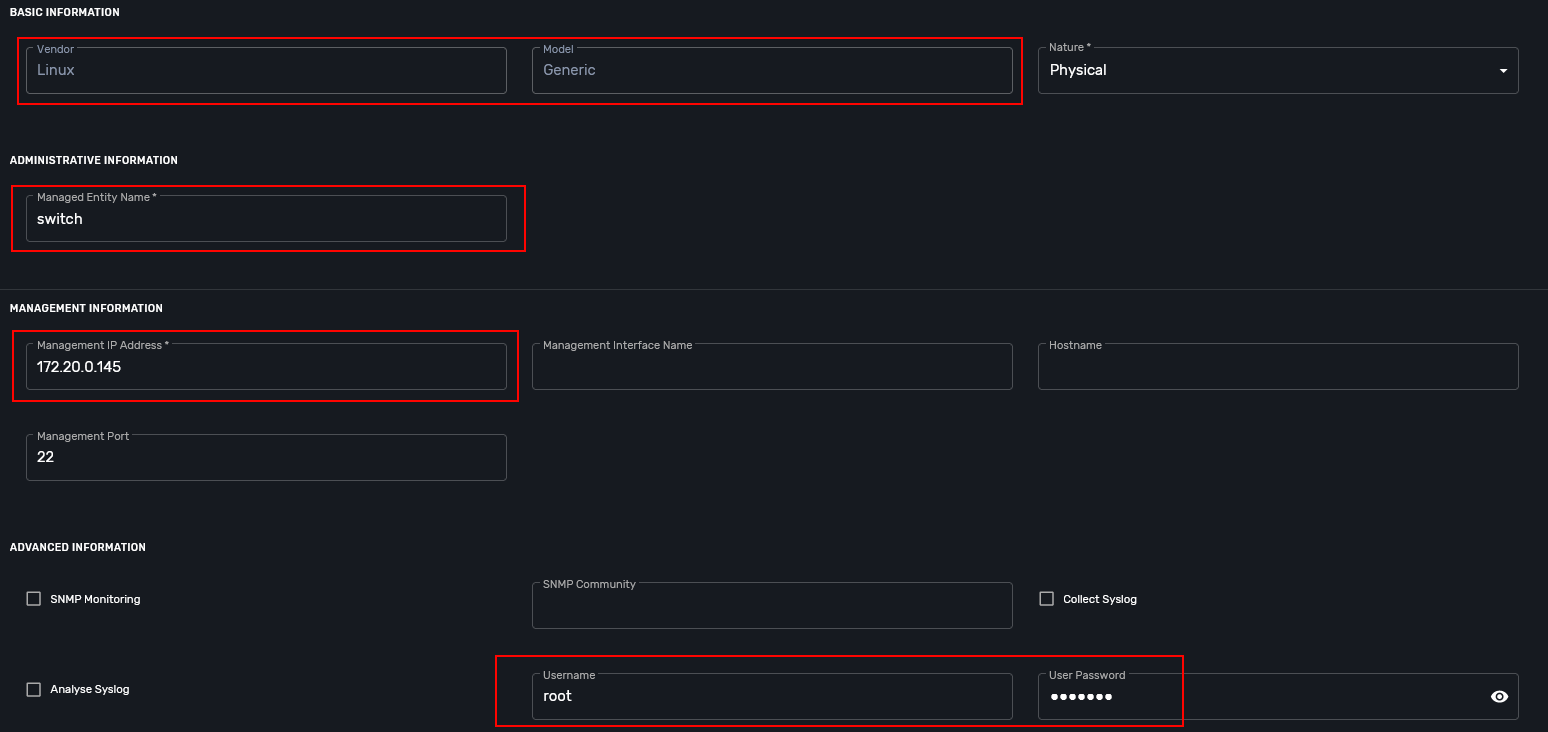 BASIC INFORMATION
Vendor
Linux
Model
Generic
Nature *
Physical
ADMINISTRATIVE INFORMATION
Managed Entity Name *
switch
MANAGEMENT INFORMATION
Management IP Address *
172.20.0.145
Management Interface Name
Hostname
Management Port
22
ADVANCED INFORMATION
SNMP Monitoring
SNMP Community
Collect Syslog
Analyse Syslog
Username
root
User Password
●●●●●●●